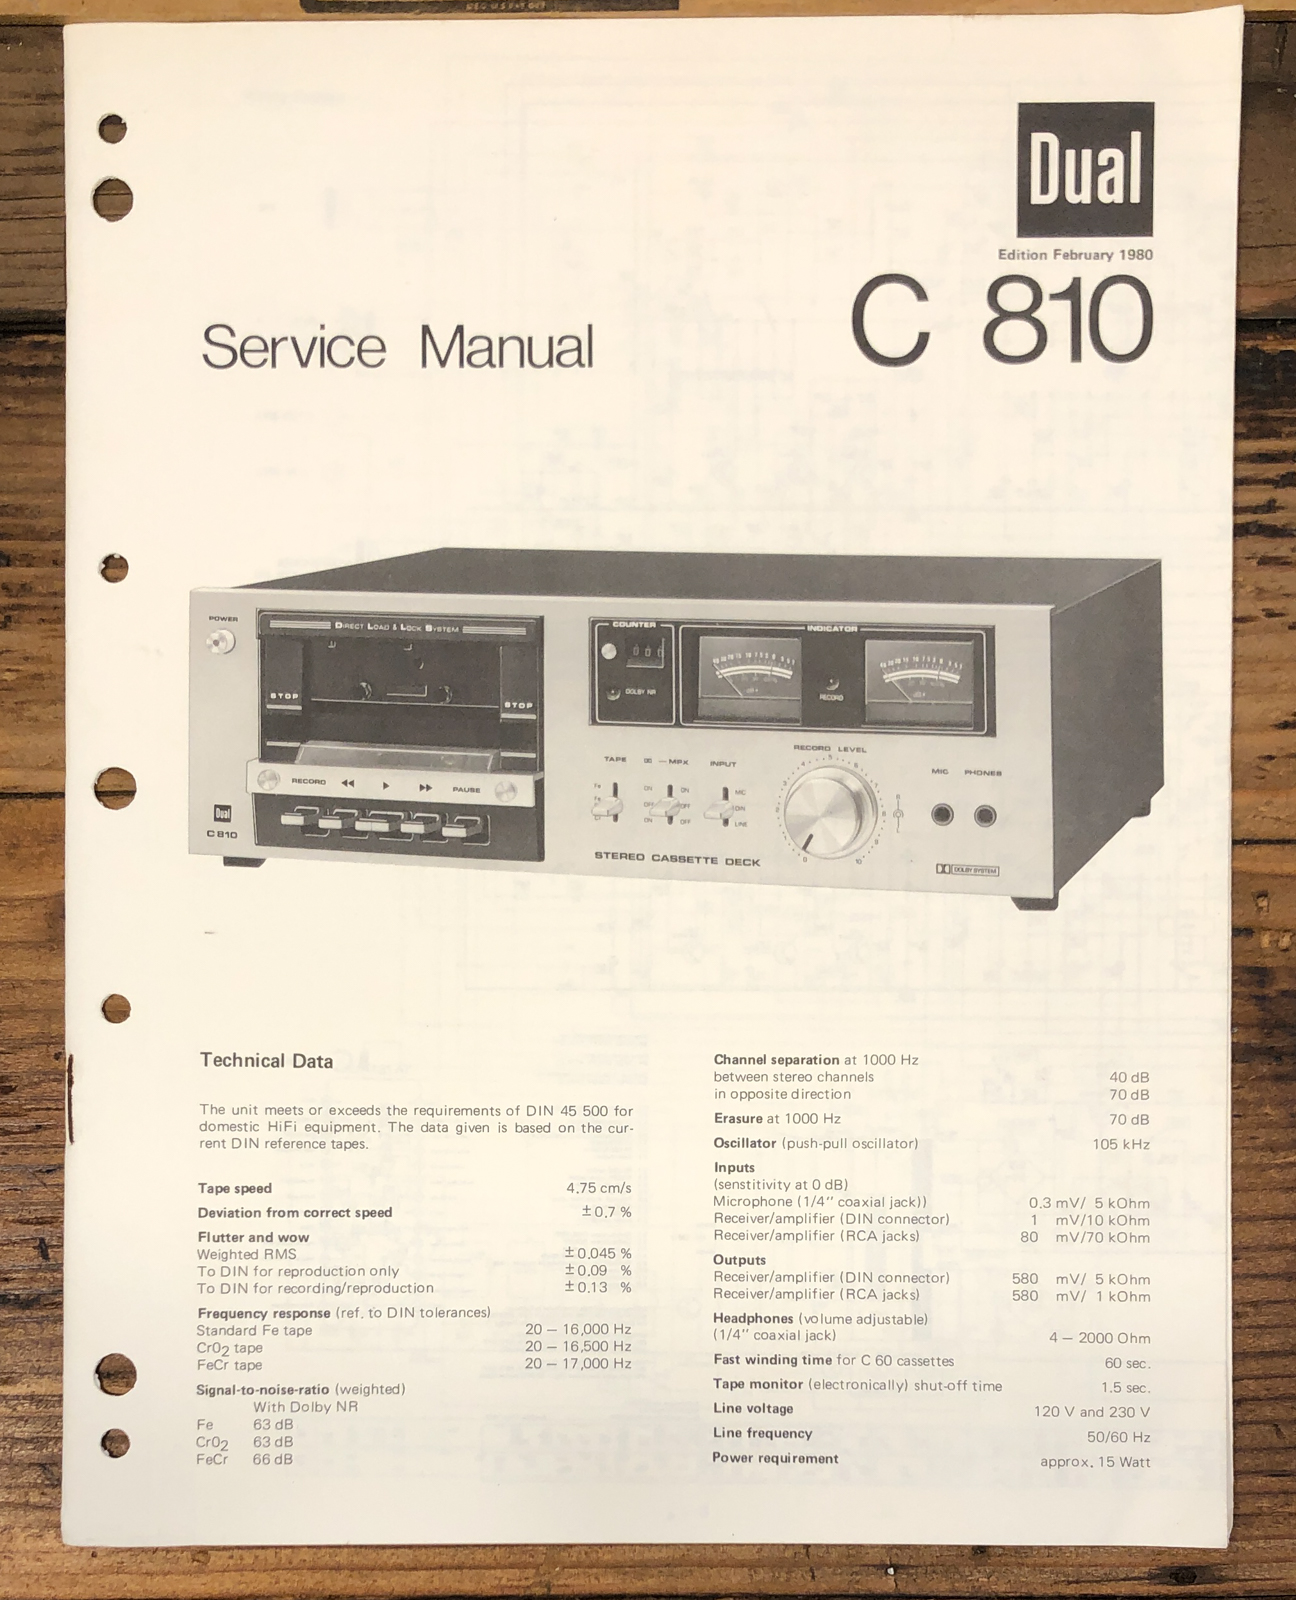 Dual
Edition February 1980
C 810
Service Manual
POWER
DIRECT LOAD & LOCK SYSTEM
STOP
STOP
COUNTER
DOLBY NR
INDICATOR
RECORD
RECORD
PAUSE
Dual
C 810
TAPE
MPX
INPUT
ON
OFF
ON
ON
OFF
OFF
MIC
DIN
LINE
RECORD LEVEL
0
10
MIC
PHONES
STEREO CASSETTE DECK
DOLBY SYSTEM
Technical Data
The unit meets or exceeds the requirements of DIN 45 500 for
domestic HiFi equipment. The data given is based on the cur-
rent DIN reference tapes.
Tape speed 4.75 cm/s
Deviation from correct speed ± 0.7 %
Flutter and wow
Weighted RMS ± 0.045 %
To DIN for reproduction only ± 0.09 %
To DIN for recording/reproduction ± 0.13 %
Frequency response (ref. to DIN tolerances)
Standard Fe tape 20 – 16,000 Hz
CrO2 tape 20 – 16,500 Hz
FeCr tape 20 – 17,000 Hz
Signal-to-noise-ratio (weighted)
With Dolby NR
Fe 63 dB
CrO2 63 dB
FeCr 66 dB
Channel separation at 1000 Hz
between stereo channels 40 dB
in opposite direction 70 dB
Erasure at 1000 Hz 70 dB
Oscillator (push-pull oscillator) 105 kHz
Inputs
(senstitivity at 0 dB)
Microphone (1/4" coaxial jack)) 0.3 mV/ 5 kOhm
Receiver/amplifier (DIN connector) 1 mV/10 kOhm
Receiver/amplifier (RCA jacks) 80 mV/70 kOhm
Outputs
Receiver/amplifier (DIN connector) 580 mV/ 5 kOhm
Receiver/amplifier (RCA jacks) 580 mV/ 1 kOhm
Headphones (volume adjustable)
(1/4" coaxial jack) 4 – 2000 Ohm
Fast winding time for C 60 cassettes 60 sec.
Tape monitor (electronically) shut-off time 1.5 sec.
Line voltage 120 V and 230 V
Line frequency 50/60 Hz
Power requirement approx. 15 Watt